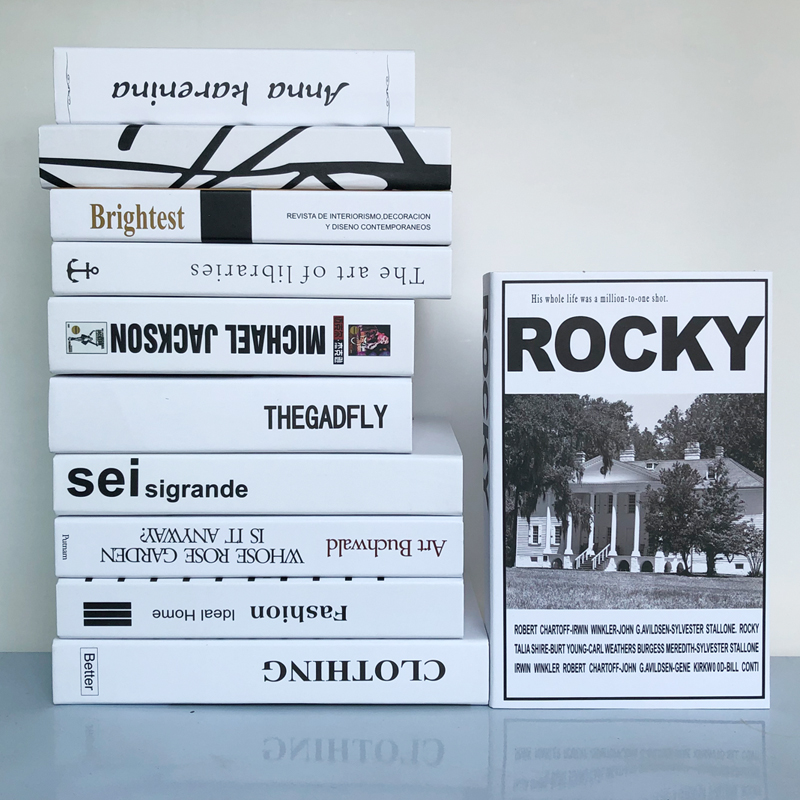 Anna karenina
Brightest
REVISTA DE INTERIORISMO,DECORACION
Y DISENO CONTEMPORANEOS
The art of libraries
MICHAEL JACKSON
THEGADFLY
sei sigrande
Art Buchwald
WHOSE ROSE GARDEN
IS IT ANYWAY?
Putnam
Fashion Ideal Home
CLOTHING
Better
ROCKY
His whole life was a million-to-one shot.
ROCKY
ROBERT CHARTOFF-IRWIN WINKLER-JOHN G.AVILDSEN-SYLVESTER STALLONE. ROCKY
TALIA SHIRE-BURT YOUNG-CARL WEATHERS BURGESS MEREDITH-SYLVESTER STALLONE
IRWIN WINKLER ROBERT CHARTOFF-JOHN G.AVILDSEN-GENE KIRKW00D-BILL CONTI